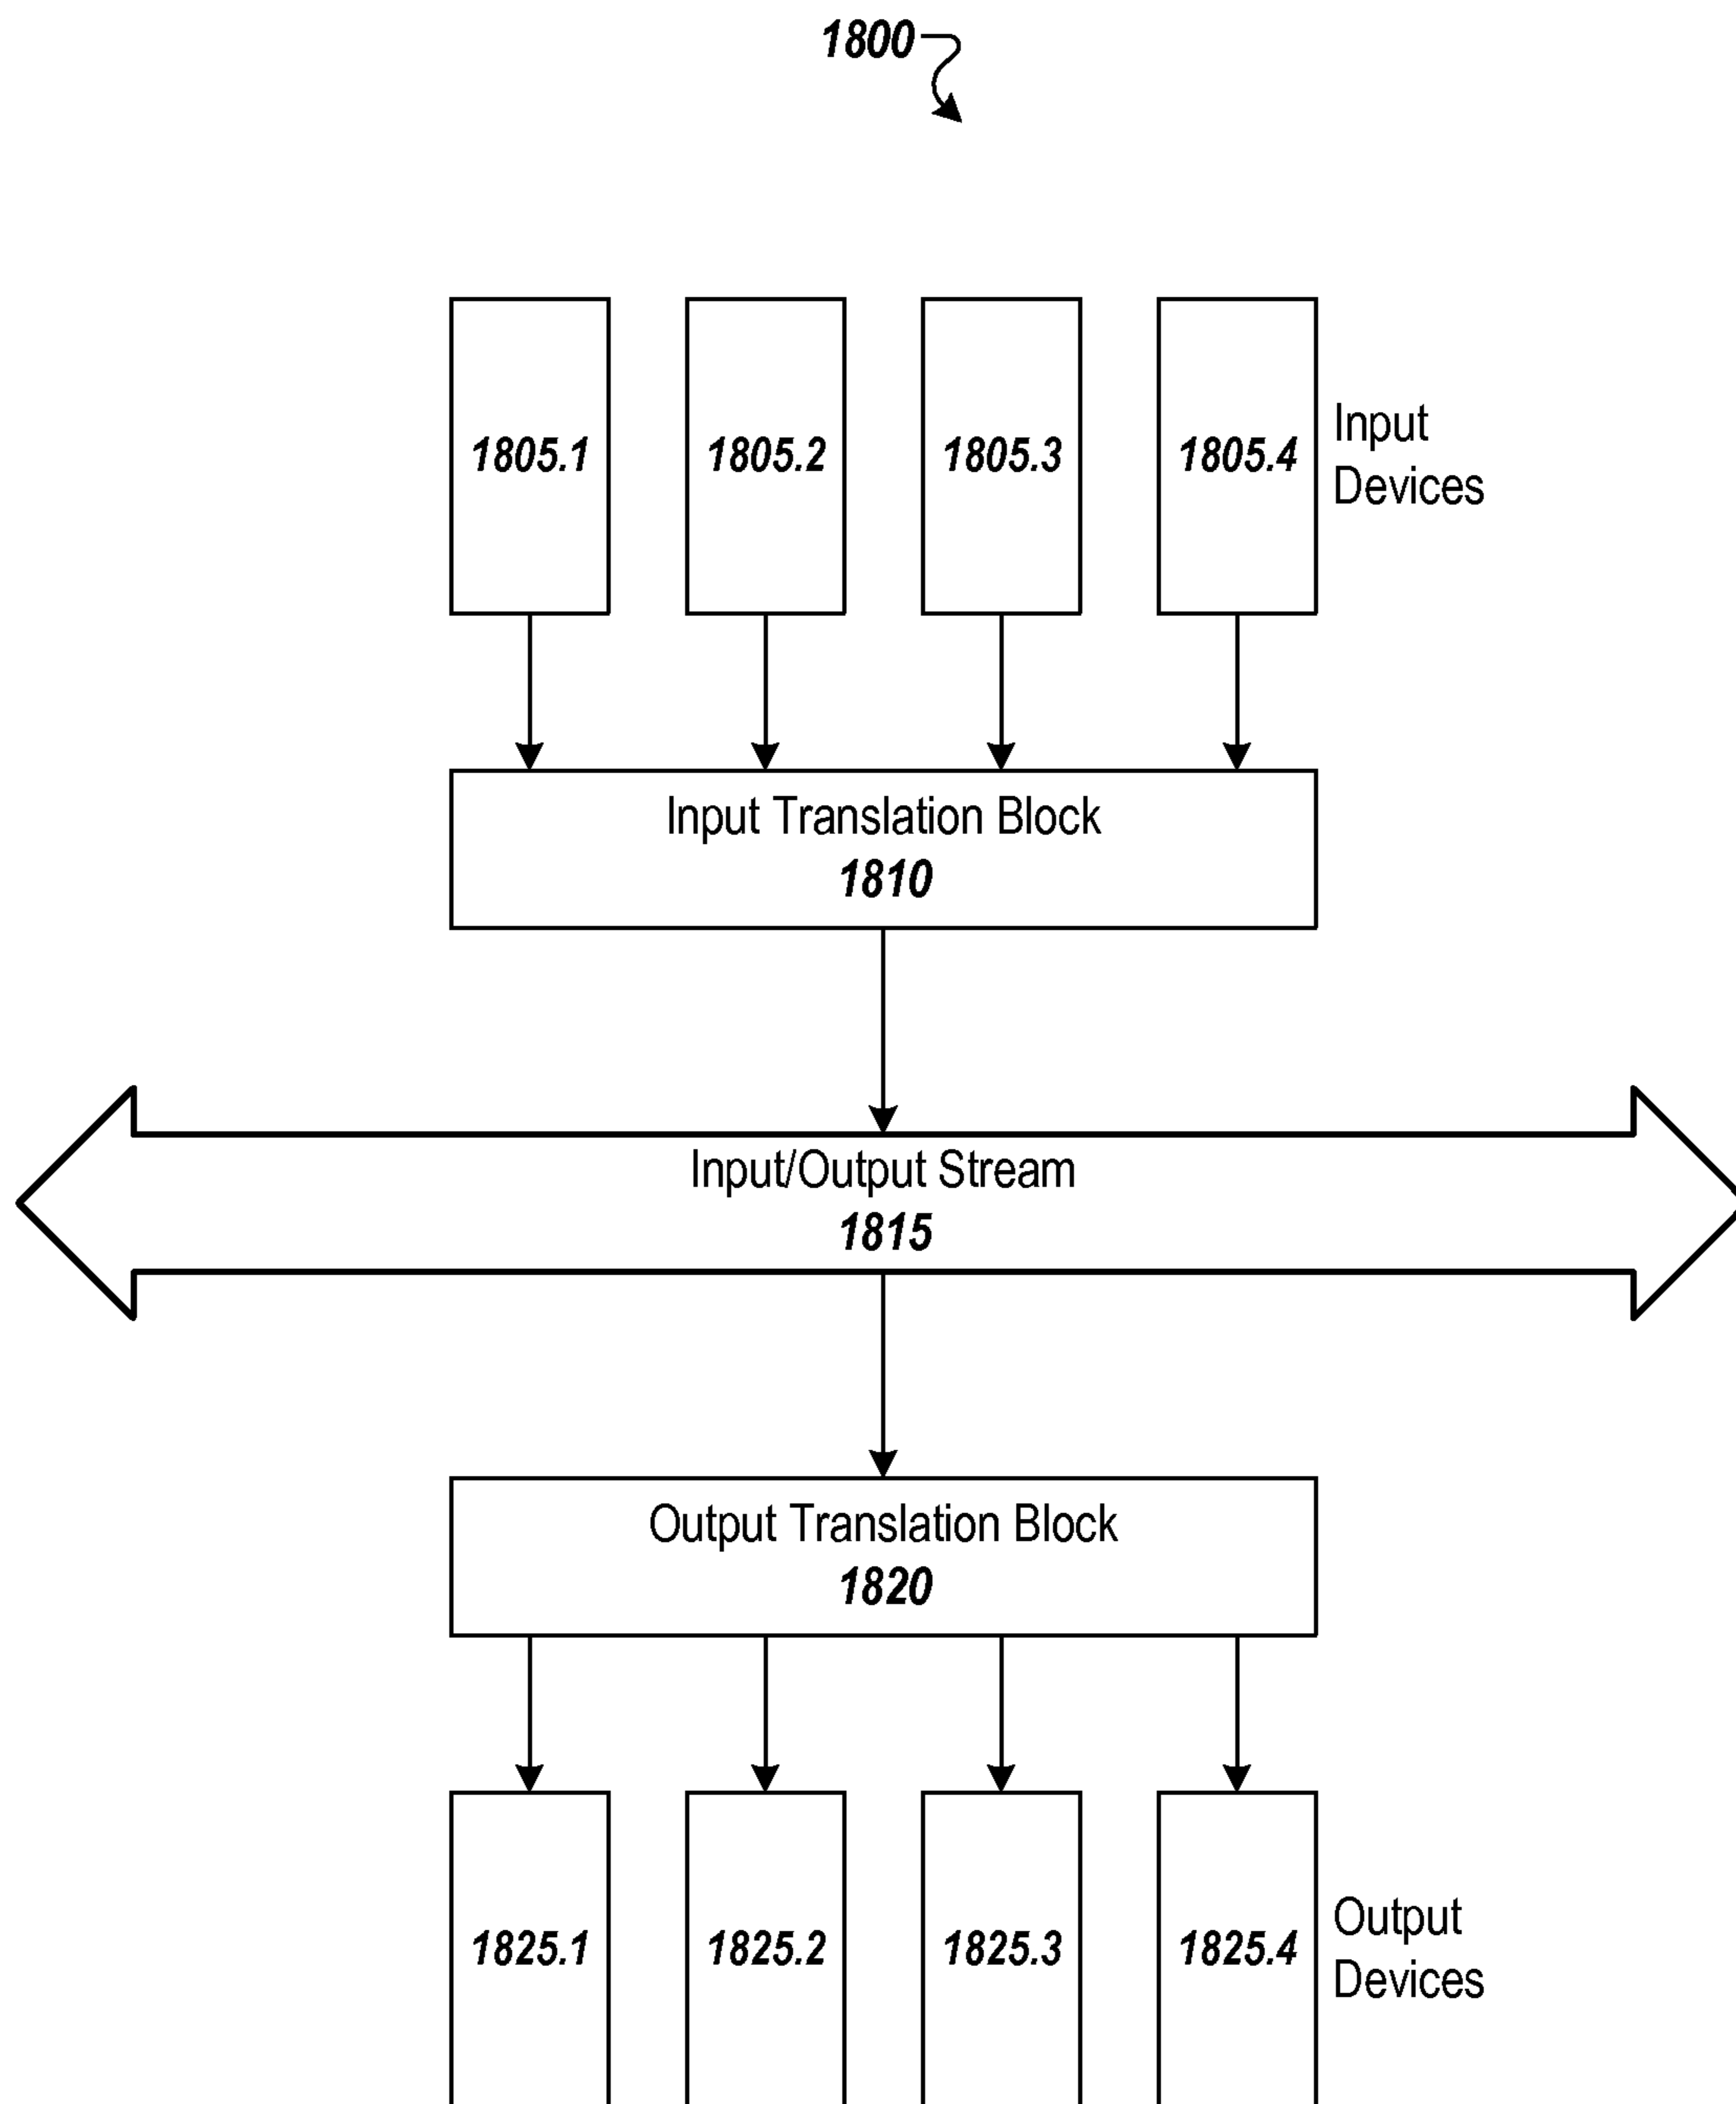 1800
1805.1 1805.2 1805.3 1805.4
Input
Devices
Input Translation Block
1810
Input/Output Stream
1815
Output Translation Block
1820
1825.1 1825.2 1825.3 1825.4
Output
Devices